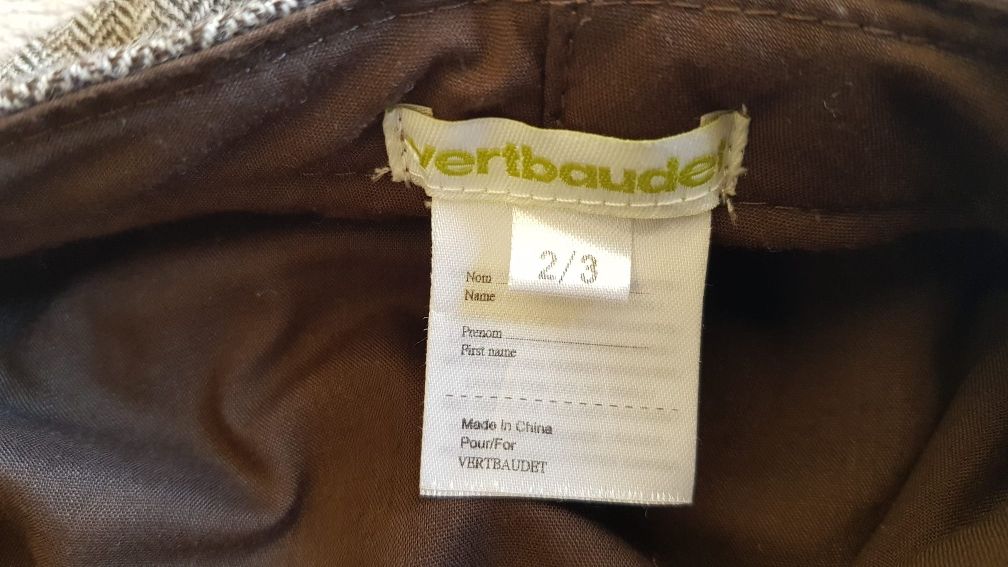 vertbaudet
2/3
Nom
Name
Prenom
First name
Made In China
Pour/For
VERTBAUDET